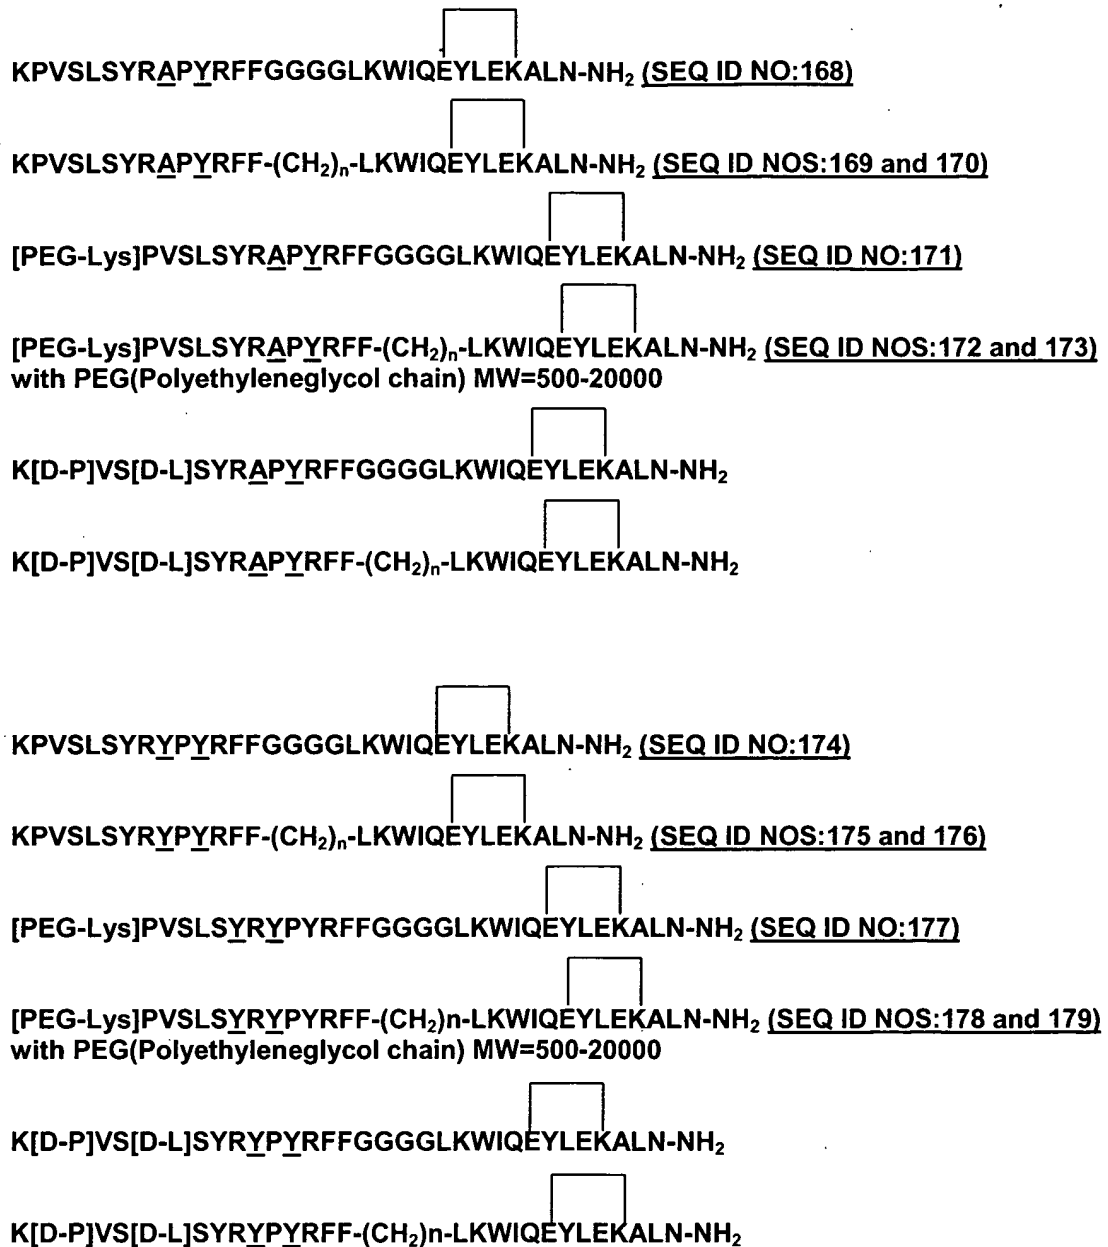 KPVSLSYRAPYRFFGGGGLKWIQEYLEKALN-NH₂ (SEQ ID NO:168)
KPVSLSYRAPYRFF-(CH₂)ₙ-LKWIQEYLEKALN-NH₂ (SEQ ID NOS:169 and 170)
[PEG-Lys]PVSLSYRAPYRFFGGGGLKWIQEYLEKALN-NH₂ (SEQ ID NO:171)
[PEG-Lys]PVSLSYRAPYRFF-(CH₂)ₙ-LKWIQEYLEKALN-NH₂ (SEQ ID NOS:172 and 173)
with PEG(Polyethyleneglycol chain) MW=500-20000
K[D-P]VS[D-L]SYRAPYRFFGGGGLKWIQEYLEKALN-NH₂
K[D-P]VS[D-L]SYRAPYRFF-(CH₂)ₙ-LKWIQEYLEKALN-NH₂
KPVSLSYRYPYRFFGGGGLKWIQEYLEKALN-NH₂ (SEQ ID NO:174)
KPVSLSYRYPYRFF-(CH₂)ₙ-LKWIQEYLEKALN-NH₂ (SEQ ID NOS:175 and 176)
[PEG-Lys]PVSLSYRYPYRFFGGGGLKWIQEYLEKALN-NH₂ (SEQ ID NO:177)
[PEG-Lys]PVSLSYRYPYRFF-(CH₂)n-LKWIQEYLEKALN-NH₂ (SEQ ID NOS:178 and 179)
with PEG(Polyethyleneglycol chain) MW=500-20000
K[D-P]VS[D-L]SYRYPYRFFGGGGLKWIQEYLEKALN-NH₂
K[D-P]VS[D-L]SYRYPYRFF-(CH₂)n-LKWIQEYLEKALN-NH₂